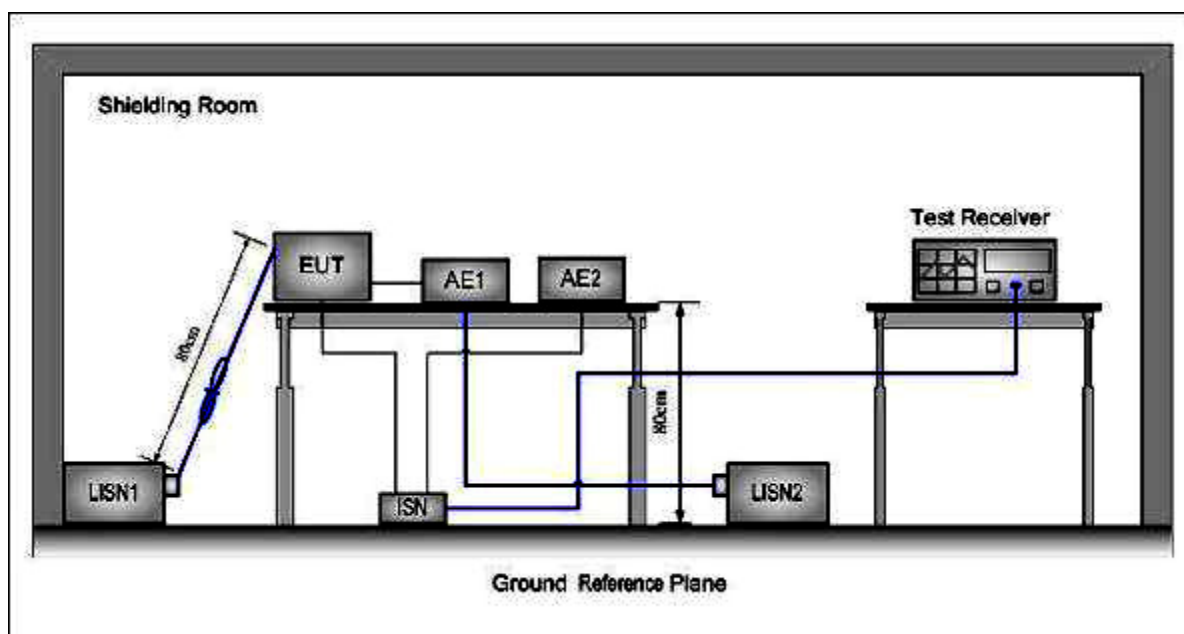 Shielding Room
Test Receiver
EUT
AE1
AE2
80cm
80cm
LISN1
ISN
LISN2
Ground Reference Plane